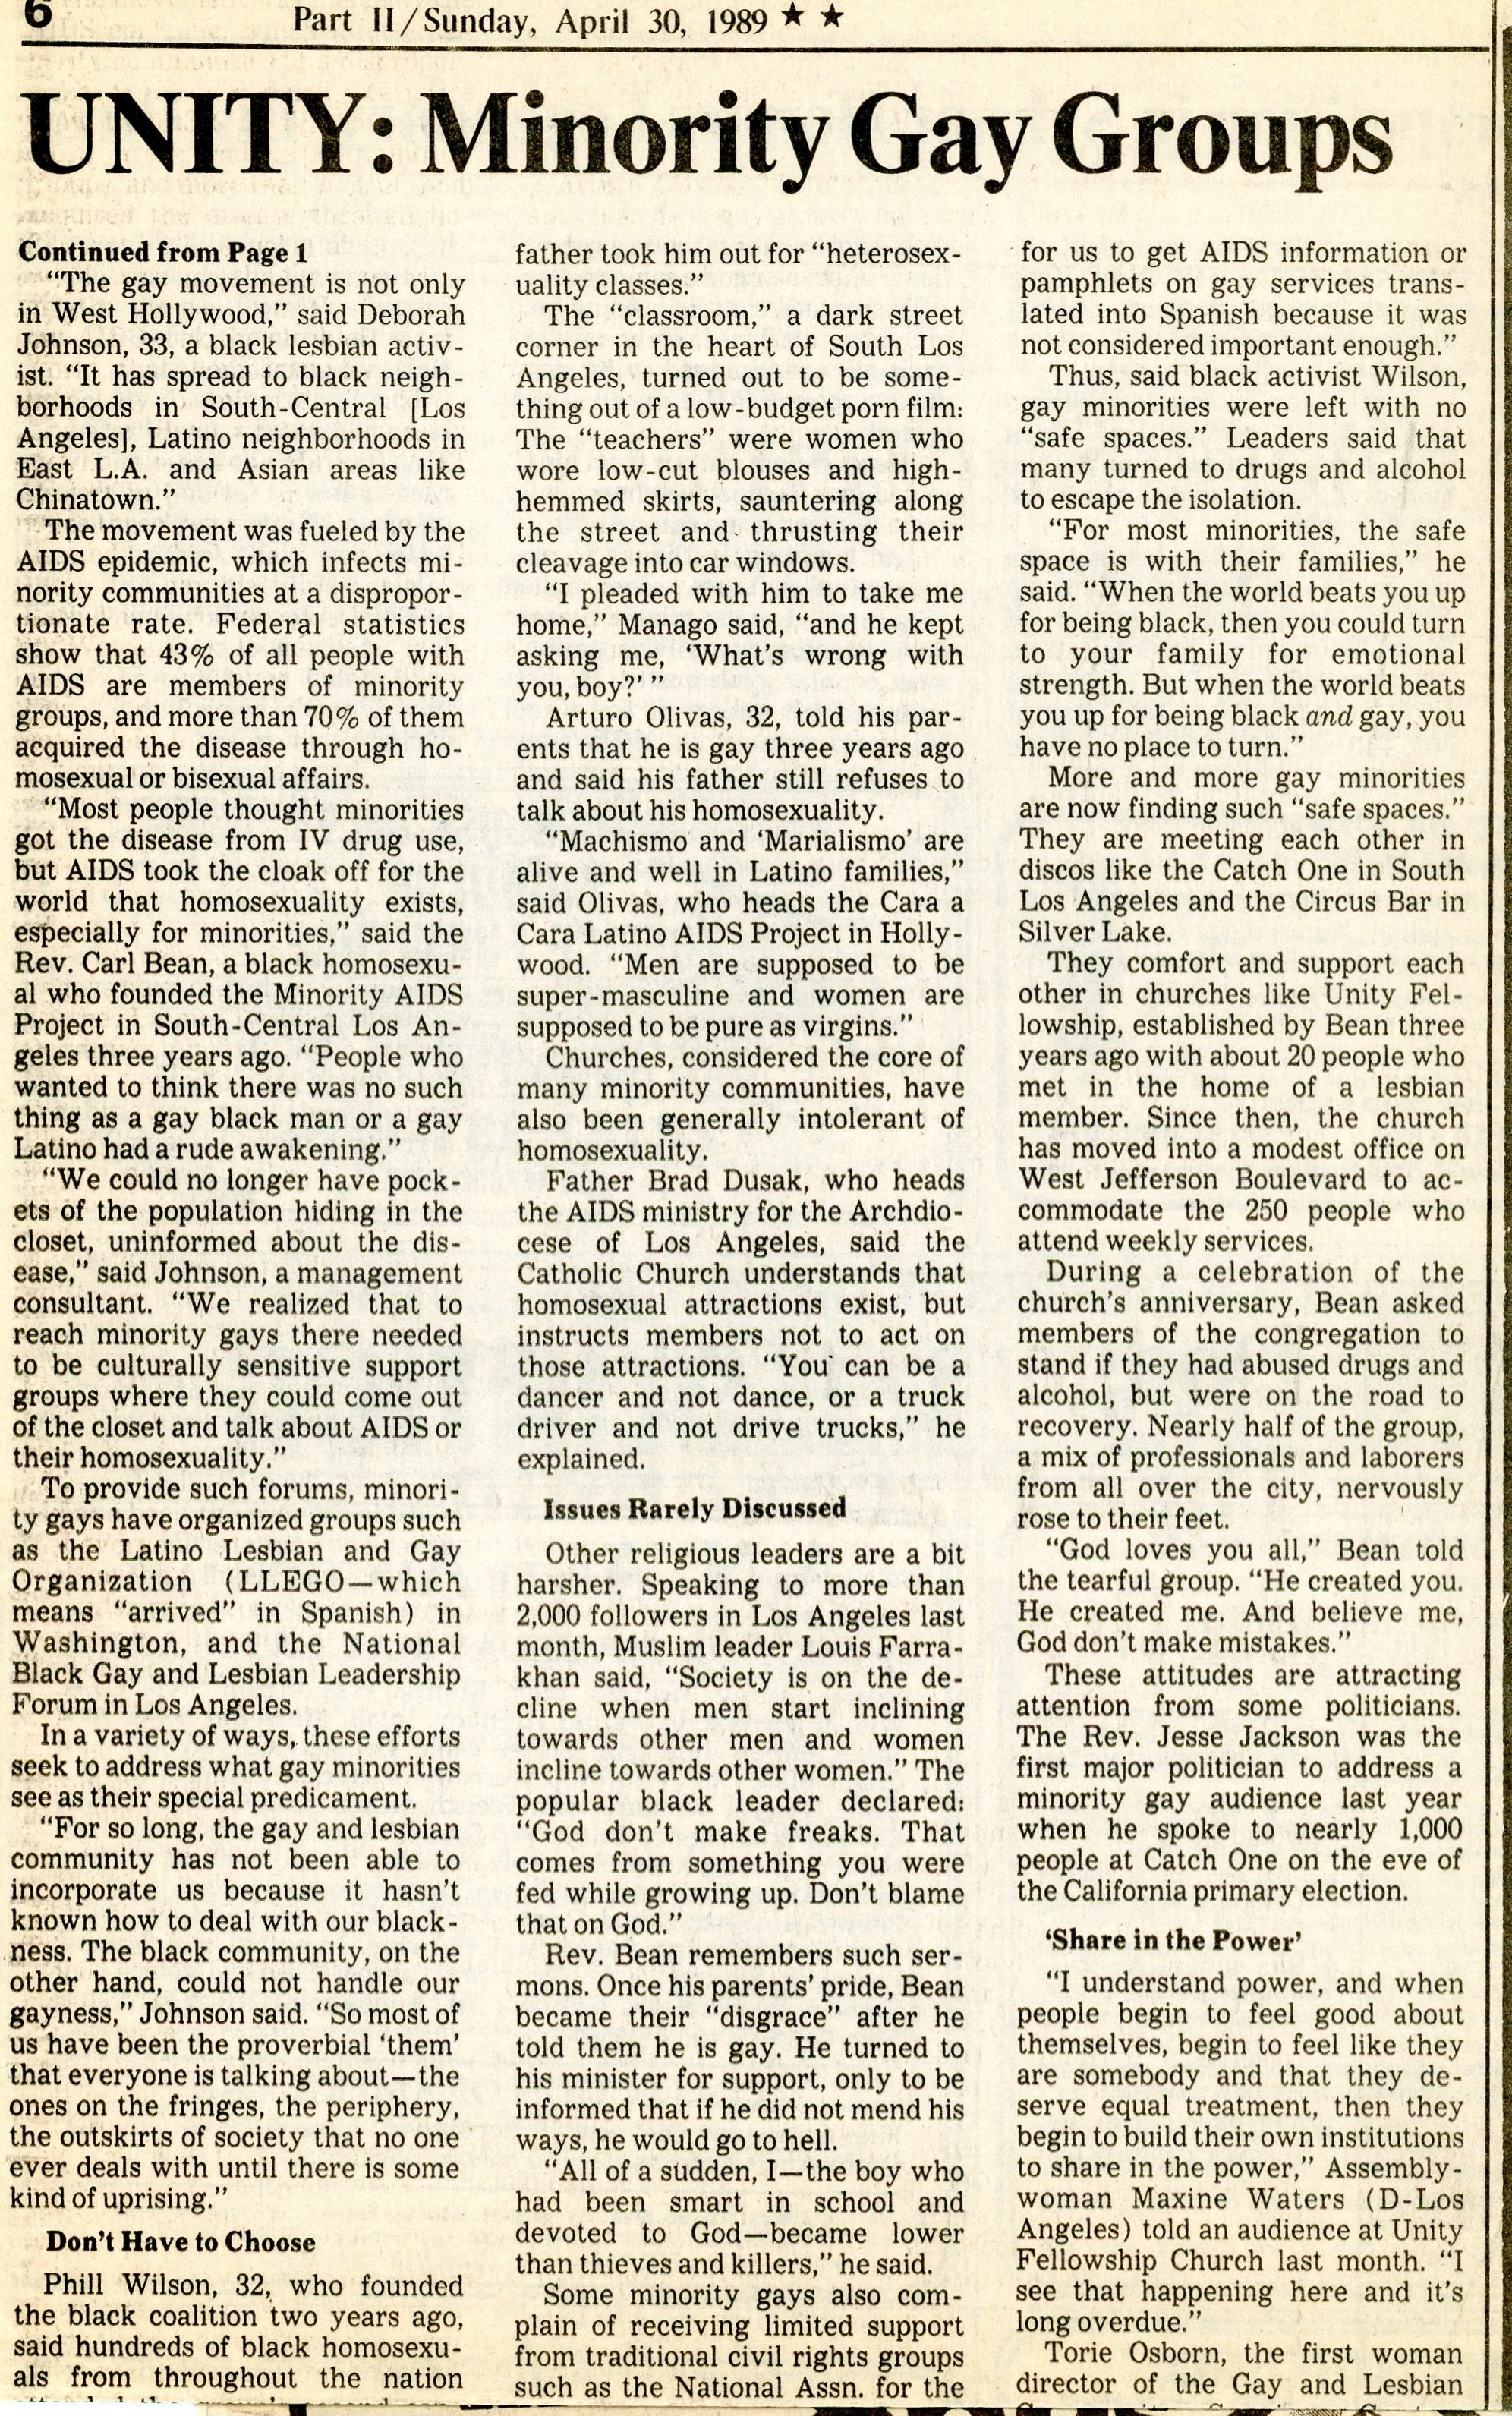 6
Part II/Sunday, April 30, 1989 ★ ★
UNITY: Minority Gay Groups
Continued from Page 1
"The gay movement is not only
in West Hollywood," said Deborah
Johnson, 33, a black lesbian activ-
ist. "It has spread to black neigh-
borhoods in South-Central [Los
Angeles], Latino neighborhoods in
East L.A. and Asian areas like
Chinatown."
The movement was fueled by the
AIDS epidemic, which infects mi-
nority communities at a dispropor-
tionate rate. Federal statistics
show that 43% of all people with
AIDS are members of minority
groups, and more than 70% of them
acquired the disease through ho-
mosexual or bisexual affairs.
"Most people thought minorities
got the disease from IV drug use,
but AIDS took the cloak off for the
world that homosexuality exists,
especially for minorities," said the
Rev. Carl Bean, a black homosexu-
al who founded the Minority AIDS
Project in South-Central Los An-
geles three years ago. "People who
wanted to think there was no such
thing as a gay black man or a gay
Latino had a rude awakening."
"We could no longer have pock-
ets of the population hiding in the
closet, uninformed about the dis-
ease," said Johnson, a management
consultant. "We realized that to
reach minority gays there needed
to be culturally sensitive support
groups where they could come out
of the closet and talk about AIDS or
their homosexuality."
To provide such forums, minori-
ty gays have organized groups such
as the Latino Lesbian and Gay
Organization (LLEGO—which
means "arrived" in Spanish) in
Washington, and the National
Black Gay and Lesbian Leadership
Forum in Los Angeles.
In a variety of ways, these efforts
seek to address what gay minorities
see as their special predicament.
"For so long, the gay and lesbian
community has not been able to
incorporate us because it hasn't
known how to deal with our black-
ness. The black community, on the
other hand, could not handle our
gayness," Johnson said. "So most of
us have been the proverbial 'them'
that everyone is talking about—the
ones on the fringes, the periphery,
the outskirts of society that no one
ever deals with until there is some
kind of uprising."
Don't Have to Choose
Phill Wilson, 32, who founded
the black coalition two years ago,
said hundreds of black homosexu-
als from throughout the nation
father took him out for "heterosex-
uality classes."
The "classroom," a dark street
corner in the heart of South Los
Angeles, turned out to be some-
thing out of a low-budget porn film:
The "teachers" were women who
wore low-cut blouses and high-
hemmed skirts, sauntering along
the street and thrusting their
cleavage into car windows.
"I pleaded with him to take me
home," Manago said, "and he kept
asking me, 'What's wrong with
you, boy?' "
Arturo Olivas, 32, told his par-
ents that he is gay three years ago
and said his father still refuses to
talk about his homosexuality.
"Machismo and 'Marialismo' are
alive and well in Latino families,"
said Olivas, who heads the Cara a
Cara Latino AIDS Project in Holly-
wood. "Men are supposed to be
super-masculine and women are
supposed to be pure as virgins."
Churches, considered the core of
many minority communities, have
also been generally intolerant of
homosexuality.
Father Brad Dusak, who heads
the AIDS ministry for the Archdio-
cese of Los Angeles, said the
Catholic Church understands that
homosexual attractions exist, but
instructs members not to act on
those attractions. "You can be a
dancer and not dance, or a truck
driver and not drive trucks," he
explained.
Issues Rarely Discussed
Other religious leaders are a bit
harsher. Speaking to more than
2,000 followers in Los Angeles last
month, Muslim leader Louis Farra-
khan said, "Society is on the de-
cline when men start inclining
towards other men and women
incline towards other women." The
popular black leader declared:
"God don't make freaks. That
comes from something you were
fed while growing up. Don't blame
that on God."
Rev. Bean remembers such ser-
mons. Once his parents' pride, Bean
became their "disgrace" after he
told them he is gay. He turned to
his minister for support, only to be
informed that if he did not mend his
ways, he would go to hell.
"All of a sudden, I—the boy who
had been smart in school and
devoted to God—became lower
than thieves and killers," he said.
Some minority gays also com-
plain of receiving limited support
from traditional civil rights groups
such as the National Assn. for the
for us to get AIDS information or
pamphlets on gay services trans-
lated into Spanish because it was
not considered important enough."
Thus, said black activist Wilson,
gay minorities were left with no
"safe spaces." Leaders said that
many turned to drugs and alcohol
to escape the isolation.
"For most minorities, the safe
space is with their families," he
said. "When the world beats you up
for being black, then you could turn
to your family for emotional
strength. But when the world beats
you up for being black and gay, you
have no place to turn."
More and more gay minorities
are now finding such "safe spaces."
They are meeting each other in
discos like the Catch One in South
Los Angeles and the Circus Bar in
Silver Lake.
They comfort and support each
other in churches like Unity Fel-
lowship, established by Bean three
years ago with about 20 people who
met in the home of a lesbian
member. Since then, the church
has moved into a modest office on
West Jefferson Boulevard to ac-
commodate the 250 people who
attend weekly services.
During a celebration of the
church's anniversary, Bean asked
members of the congregation to
stand if they had abused drugs and
alcohol, but were on the road to
recovery. Nearly half of the group,
a mix of professionals and laborers
from all over the city, nervously
rose to their feet.
"God loves you all," Bean told
the tearful group. "He created you.
He created me. And believe me,
God don't make mistakes."
These attitudes are attracting
attention from some politicians.
The Rev. Jesse Jackson was the
first major politician to address a
minority gay audience last year
when he spoke to nearly 1,000
people at Catch One on the eve of
the California primary election.
'Share in the Power'
"I understand power, and when
people begin to feel good about
themselves, begin to feel like they
are somebody and that they de-
serve equal treatment, then they
begin to build their own institutions
to share in the power," Assembly-
woman Maxine Waters (D-Los
Angeles) told an audience at Unity
Fellowship Church last month. "I
see that happening here and it's
long overdue."
Torie Osborn, the first woman
director of the Gay and Lesbian